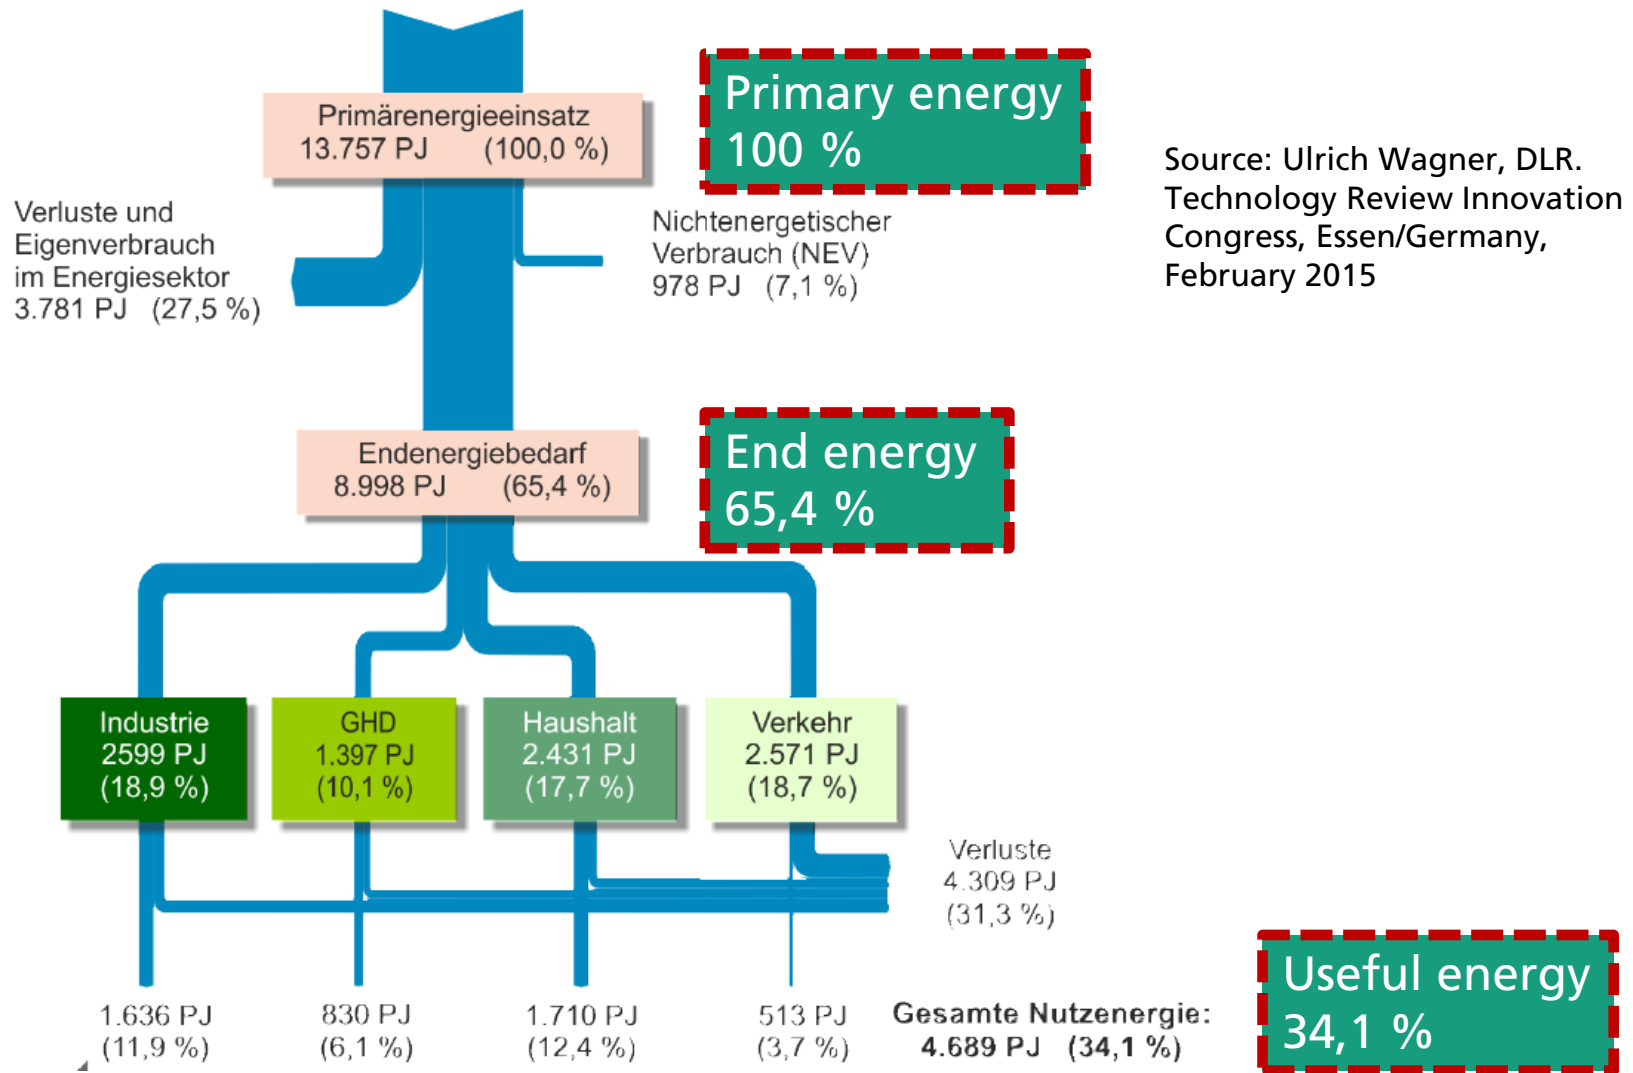 Primärenergieeinsatz
13.757 PJ (100,0 %)
Primary energy
100 %
Source: Ulrich Wagner, DLR.
Technology Review Innovation
Congress, Essen/Germany,
February 2015
Verluste und
Eigenverbrauch
im Energiesektor
3.781 PJ (27,5 %)
Nichtenergetischer
Verbrauch (NEV)
978 PJ (7,1 %)
Endenergiebedarf
8.998 PJ (65,4 %)
End energy
65,4 %
Industrie
2599 PJ
(18,9 %)
GHD
1.397 PJ
(10,1 %)
Haushalt
2.431 PJ
(17,7 %)
Verkehr
2.571 PJ
(18,7 %)
Verluste
4.309 PJ
(31,3 %)
1.636 PJ
(11,9 %)
830 PJ
(6,1 %)
1.710 PJ
(12,4 %)
513 PJ
(3,7 %)
Gesamte Nutzenergie:
4.689 PJ (34,1 %)
Useful energy
34,1 %